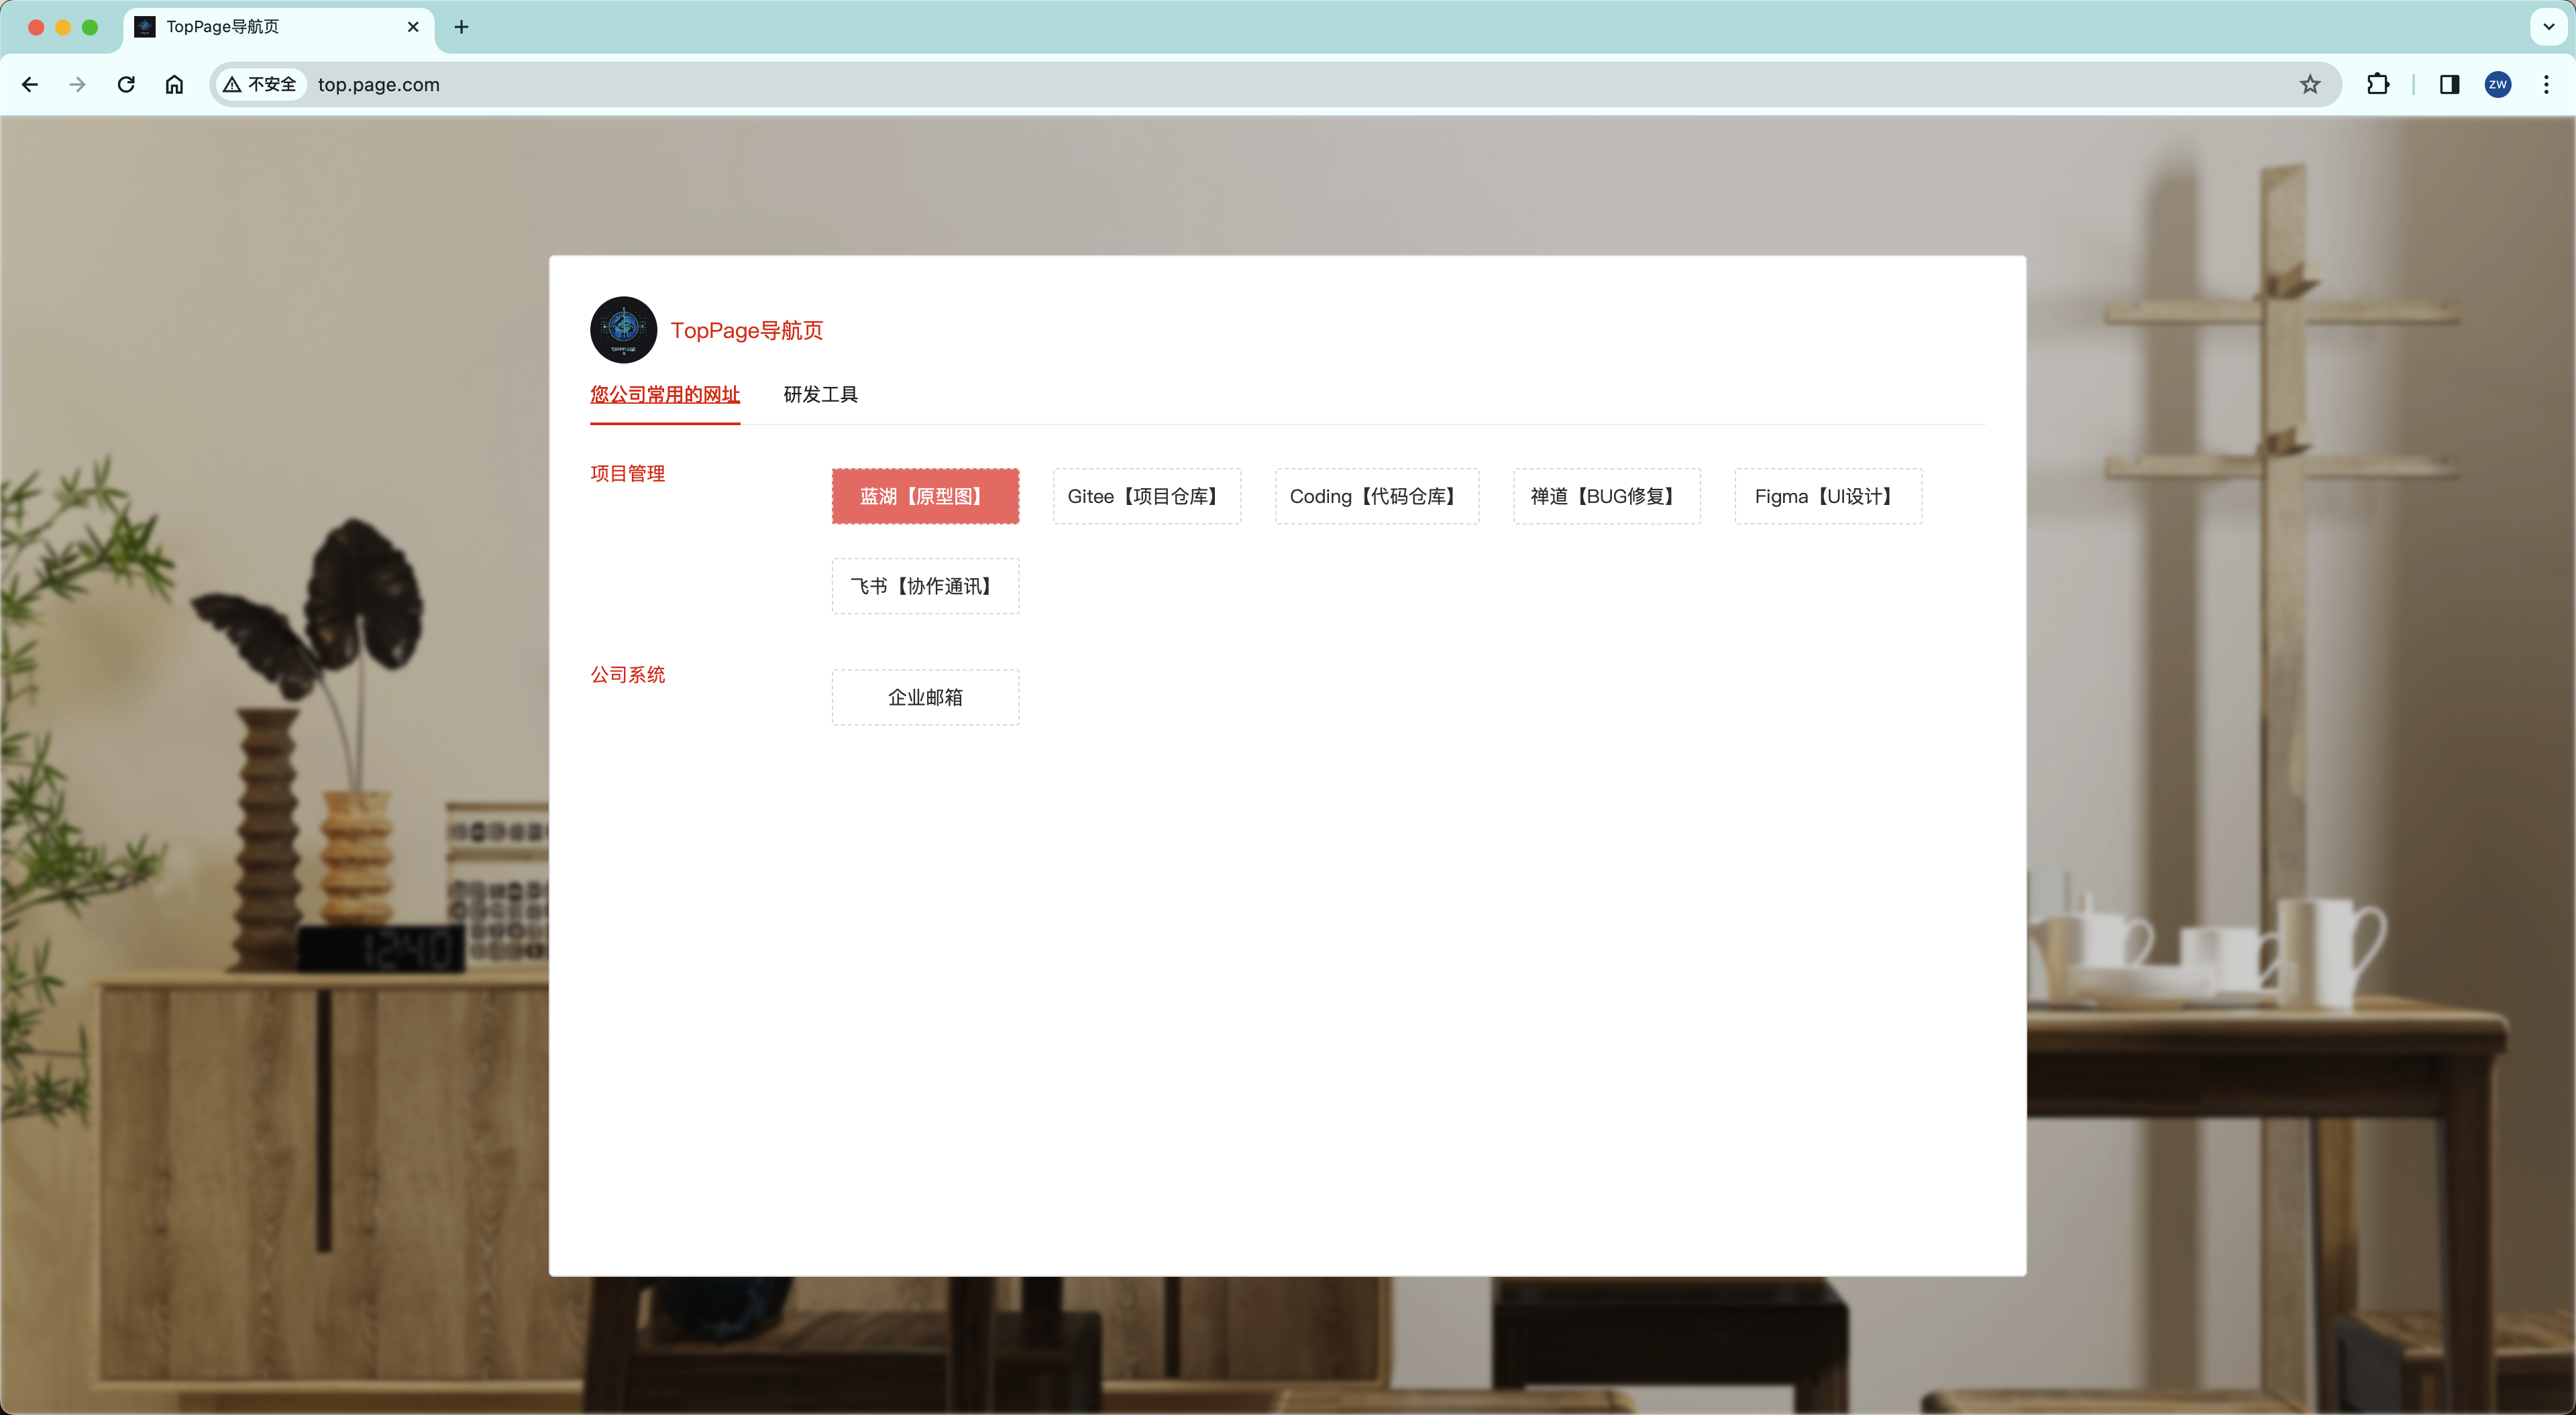 TopPage导航页
不安全
top.page.com
ZW
TOPPPAGE
TopPage导航页
您公司常用的网址
研发工具
项目管理
蓝湖【原型图】
Gitee【项目仓库】
Coding【代码仓库】
禅道【BUG修复】
Figma【UI设计】
飞书【协作通讯】
公司系统
企业邮箱
12:40